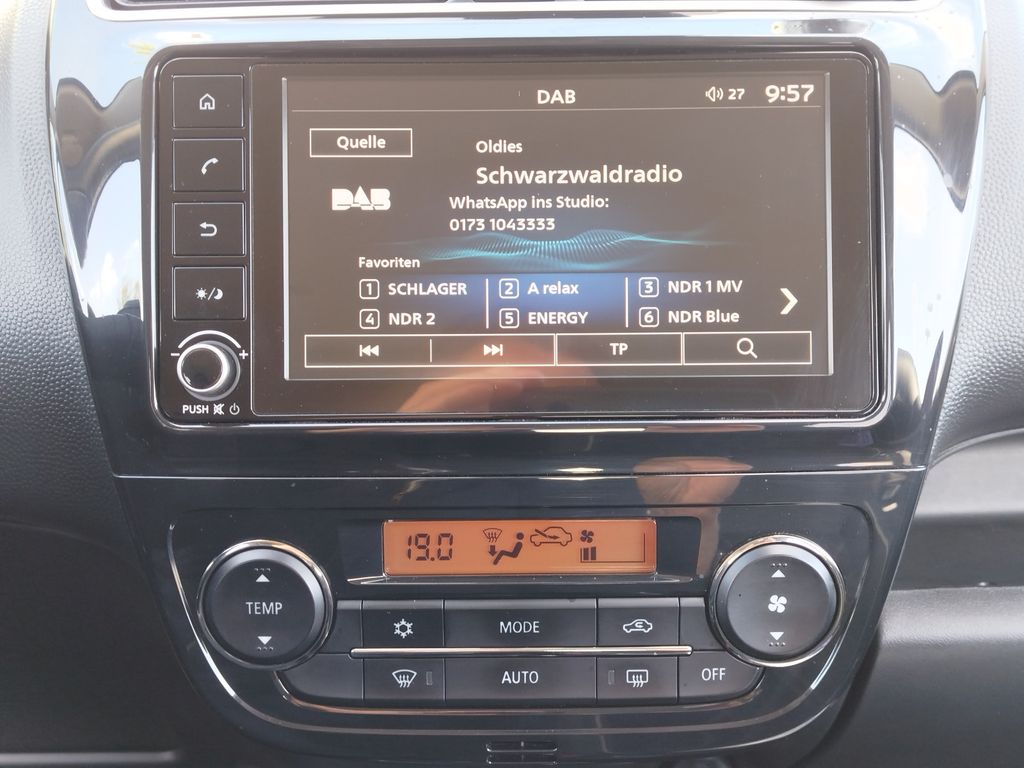 DAB
27
9:57
Quelle
Oldies
Schwarzwaldradio
DAB
WhatsApp ins Studio:
0173 1043333
Favoriten
1 SCHLAGER
2 A relax
3 NDR 1 MV
4 NDR 2
5 ENERGY
6 NDR Blue
TP
- +
PUSH
19.0
TEMP
MODE
AUTO
OFF